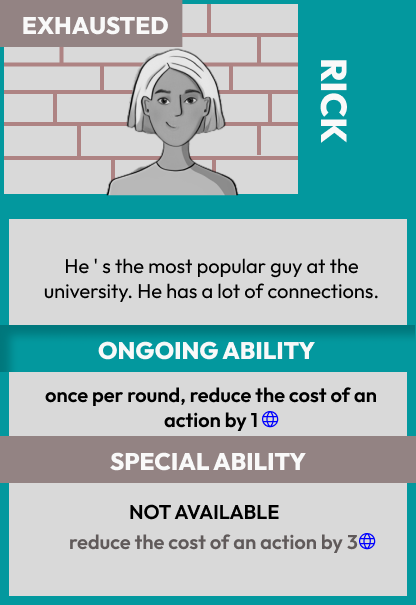 EXHAUSTED
RICK
He ' s the most popular guy at the
university. He has a lot of connections.
ONGOING ABILITY
once per round, reduce the cost of an
action by 1
SPECIAL ABILITY
NOT AVAILABLE
reduce the cost of an action by 3